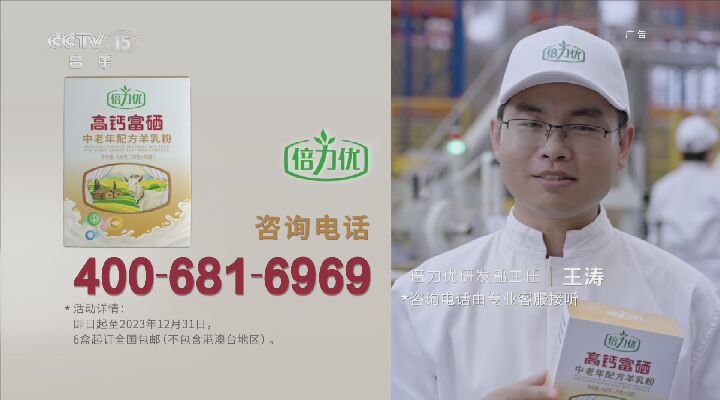 CCTV 15
音乐
广告
倍力优
倍力优
高钙富硒
中老年配方羊乳粉
倍力优
咨询电话
400-681-6969
*活动详情：
即日起至2023年12月31日，
6盒起订全国包邮（不包含港澳台地区）。
倍力优研发部主任 王涛
*咨询电话由专业客服接听
倍力优
高钙富硒
中老年配方羊乳粉